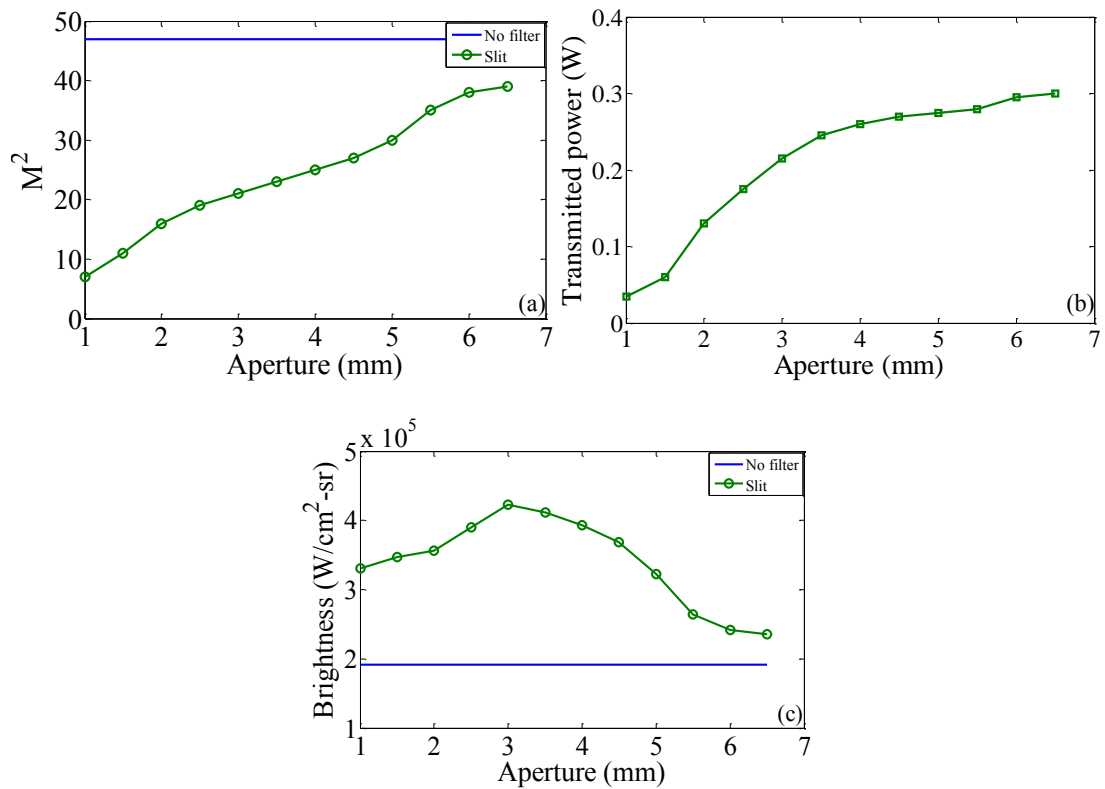 50
40
30
20
10
0
M²
No filter
Slit
(a)
1 2 3 4 5 6 7
Aperture (mm)
0.4
0.3
0.2
0.1
0
Transmitted power (W)
(b)
1 2 3 4 5 6 7
Aperture (mm)
x 10⁵
5
4
3
2
1
Brightness (W/cm²-sr)
No filter
Slit
(c)
1 2 3 4 5 6 7
Aperture (mm)